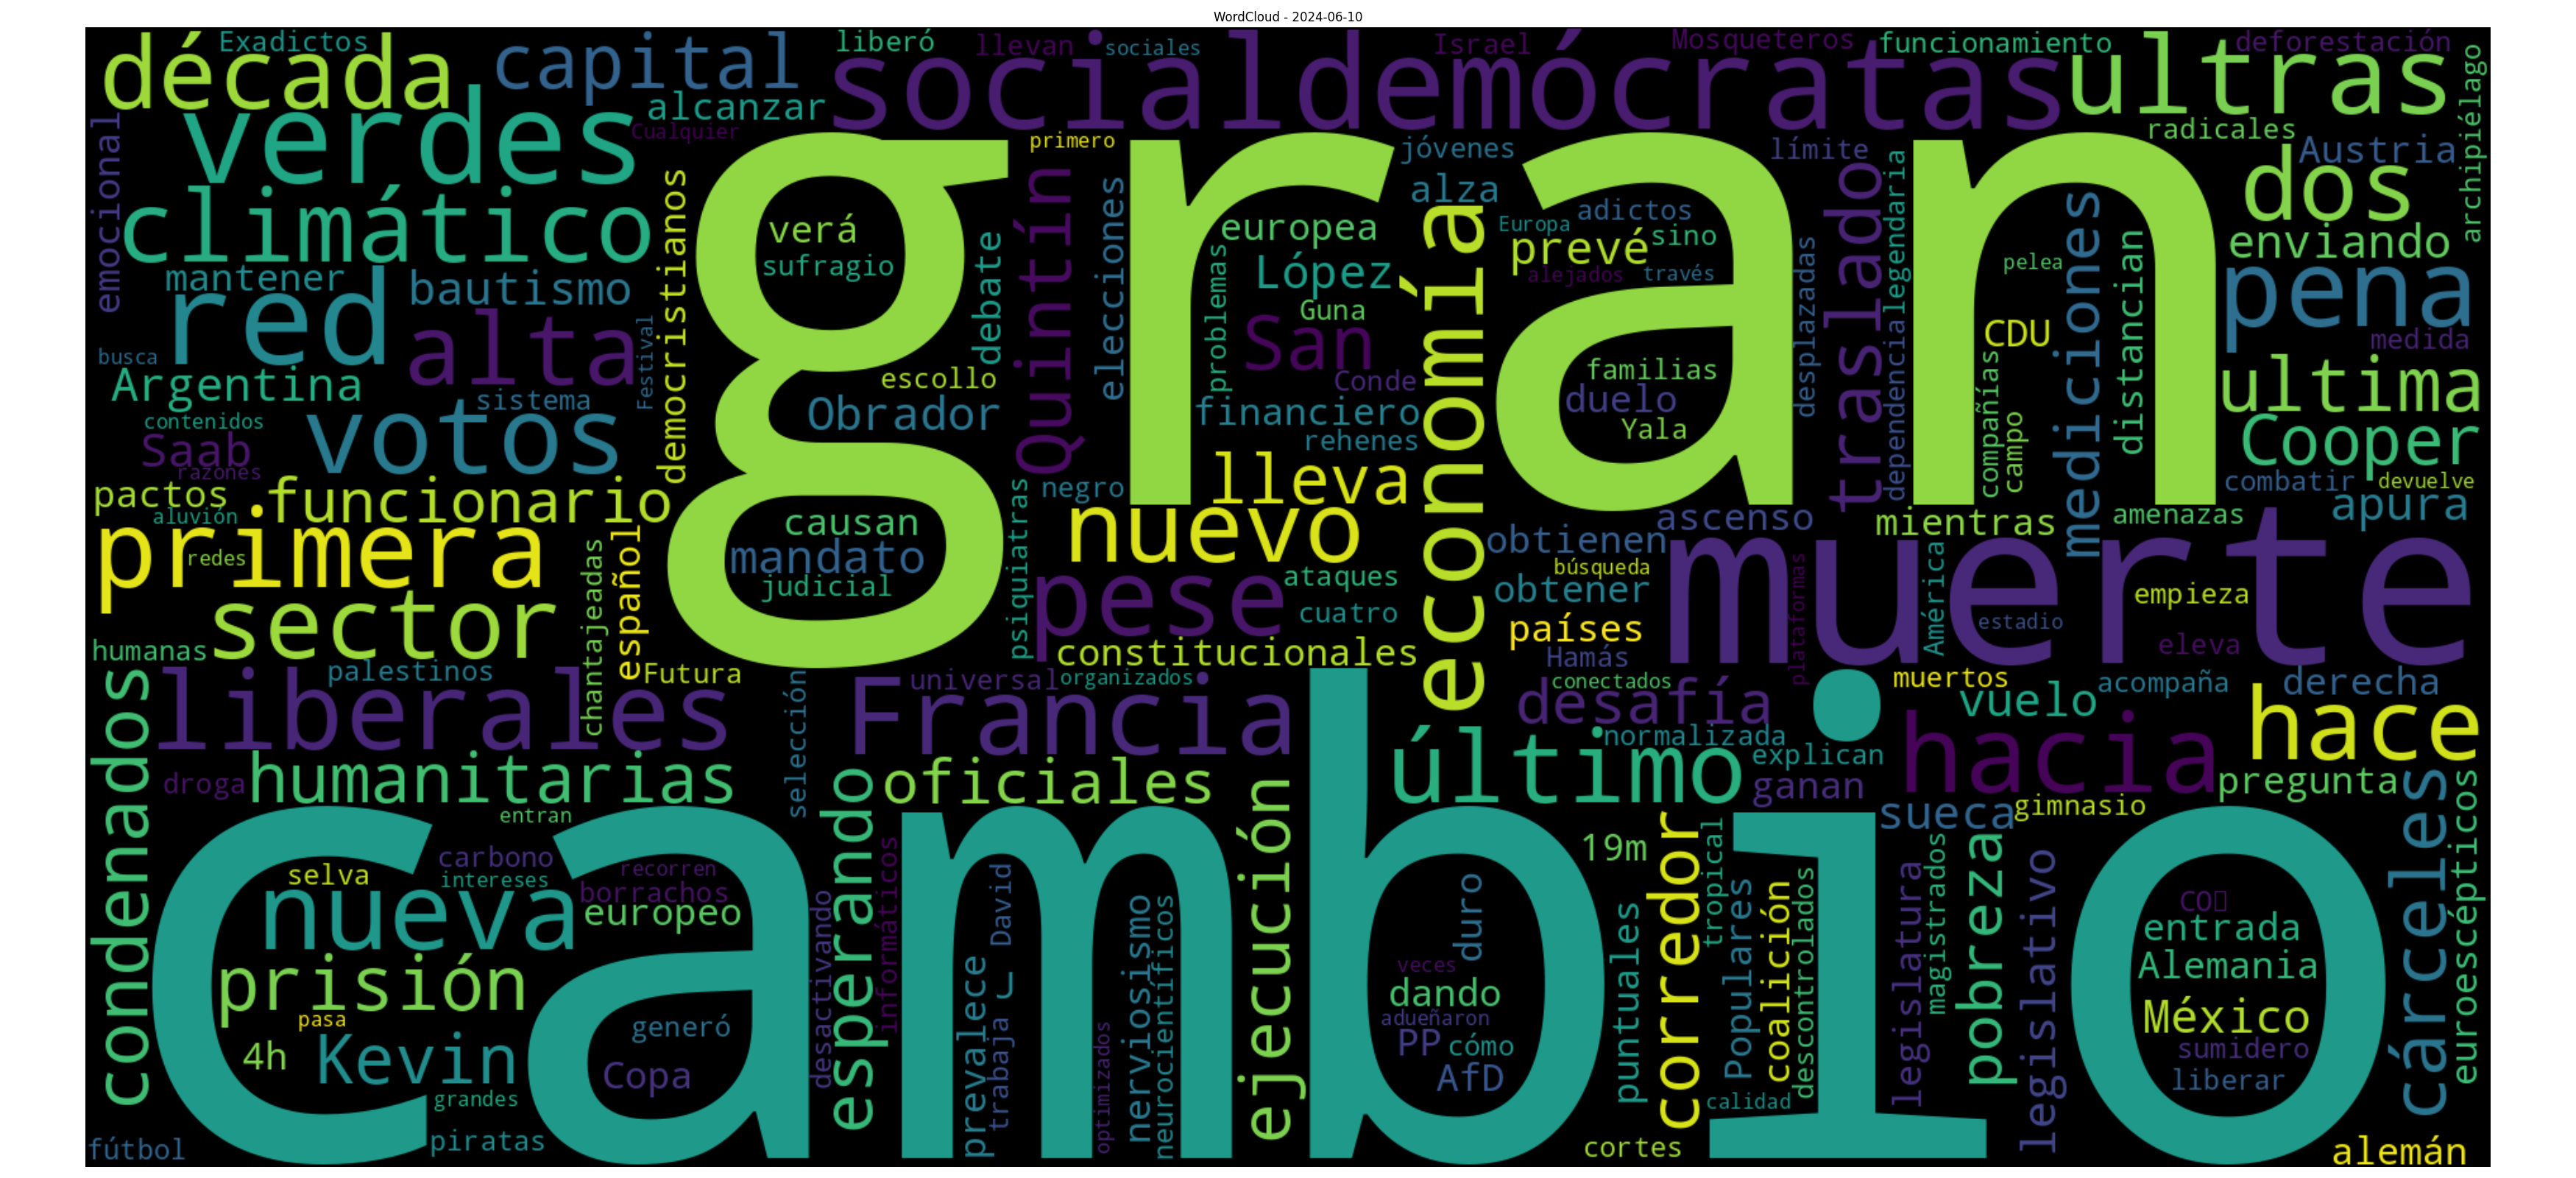 WordCloud - 2024-06-10
Exadictos
década
capital
liberó
llevan
sociales
socialdemócratas
Israel
Mosqueteros
funcionamiento
ultras
deforestación
archipiélago
verdes
alcanzar
Cualquier
emocional
climático
mantener
red
bautismo
alta
democristianos
Festival
busca
Argentina
contenidos
Saab
razones
votos
sistema
pactos
funcionario
aluvión
primera
redes
sector
chantajeadas
español
humanas
palestinos
Futura
gran
verá
sufragio
debate
escollo
Obrador
causan
mandato
judicial
primero
Quintín
elecciones
problemas
europea
López
Guna
San
Conde
financiero
rehenes
negro
lleva
nuevo
psiquiatras
pese
ataques
cuatro
constitucionales
jóvenes
alza
economía
Europa
adictos
prevé
sino
alejados
través
límite
familias
duelo
Yala
desplazadas
traslado
legendaria
dependencia
pelea
CDU
compañías
campo
mediciones
distancian
radicales
Austria
dos
enviando
pena
medida
ultima
Cooper
combatir
devuelve
apura
amenazas
mientras
ascenso
obtienen
búsqueda
obtener
países
Hamás
plataformas
muerte
América
estadio
empieza
eleva
conectados
desafía
normalizada
muertos
vuelo
acompaña
derecha
hace
hacia
explican
ganan
último
pregunta
sueca
gimnasio
cárceles
euroescépticos
condenados
liberales
droga
humanitarias
selección
universal
organizados
Francia
oficiales
esperando
ejecución
entran
cambio
selva
carbono
intereses
recorren
borrachos
nueva
europeo
prisión
pasa
4h
Kevin
generó
Copa
grandes
piratas
fútbol
desactivando
informáticos
prevalece
trabaja
David
optimizados
nerviosismo
neurocientíficos
veces
duro
dando
adueñaron
PP
cómo
AfD
19m
puntuales
corredor
tropical
Populares
coalición
descontrolados
calidad
cortes
legislatura
magistrados
pobreza
legislativo
entrada
Alemania
México
sumidero
liberar
alemán